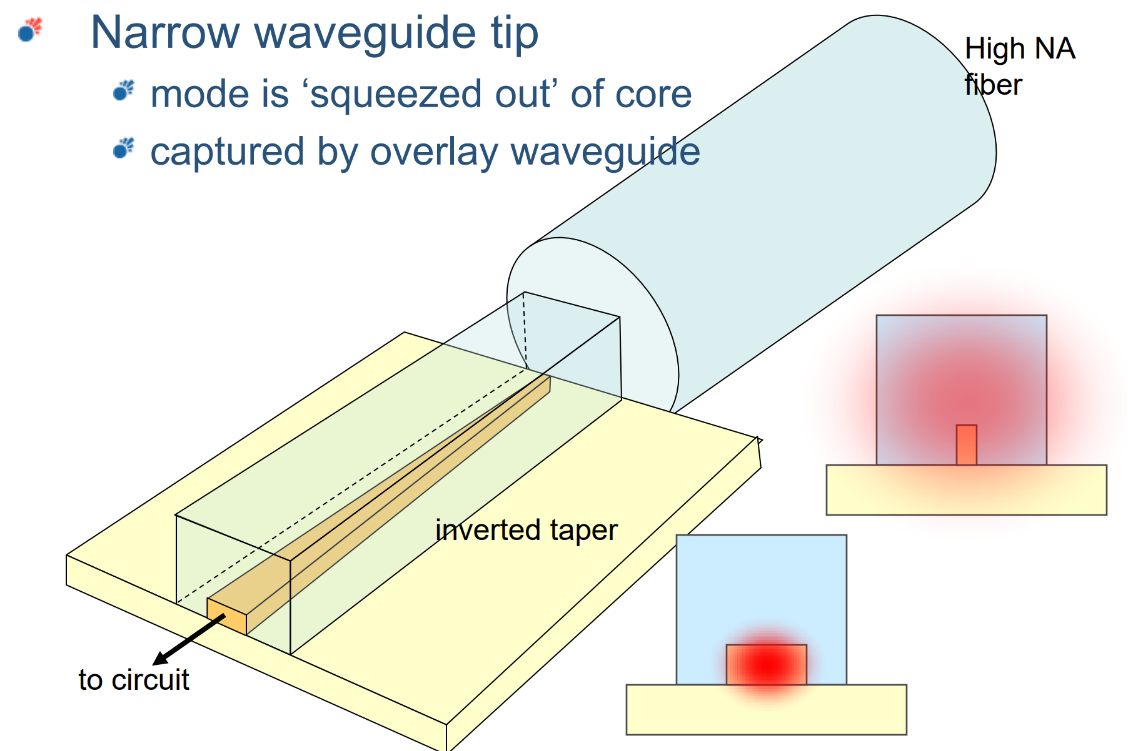 Narrow waveguide tip
mode is ‘squeezed out’ of core
captured by overlay waveguide
High NA
fiber
inverted taper
to circuit